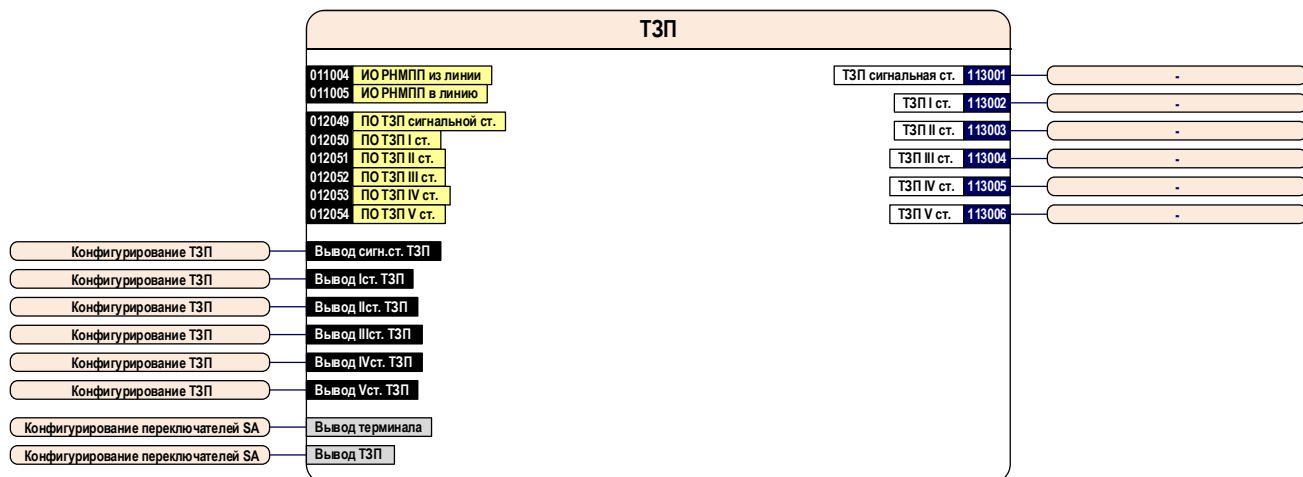 ТЗП
011004 ИО РНМПП из линии
011005 ИО РНМПП в линию
012049 ПО ТЗП сигнальной ст.
012050 ПО ТЗП I ст.
012051 ПО ТЗП II ст.
012052 ПО ТЗП III ст.
012053 ПО ТЗП IV ст.
012054 ПО ТЗП V ст.
ТЗП сигнальная ст. 113001 -
ТЗП I ст. 113002 -
ТЗП II ст. 113003 -
ТЗП III ст. 113004 -
ТЗП IV ст. 113005 -
ТЗП V ст. 113006 -
Конфигурирование ТЗП Вывод сигн.ст. ТЗП
Конфигурирование ТЗП Вывод Iст. ТЗП
Конфигурирование ТЗП Вывод IIст. ТЗП
Конфигурирование ТЗП Вывод IIIст. ТЗП
Конфигурирование ТЗП Вывод IVст. ТЗП
Конфигурирование ТЗП Вывод Vст. ТЗП
Конфигурирование переключателей SA Вывод терминала
Конфигурирование переключателей SA Вывод ТЗП